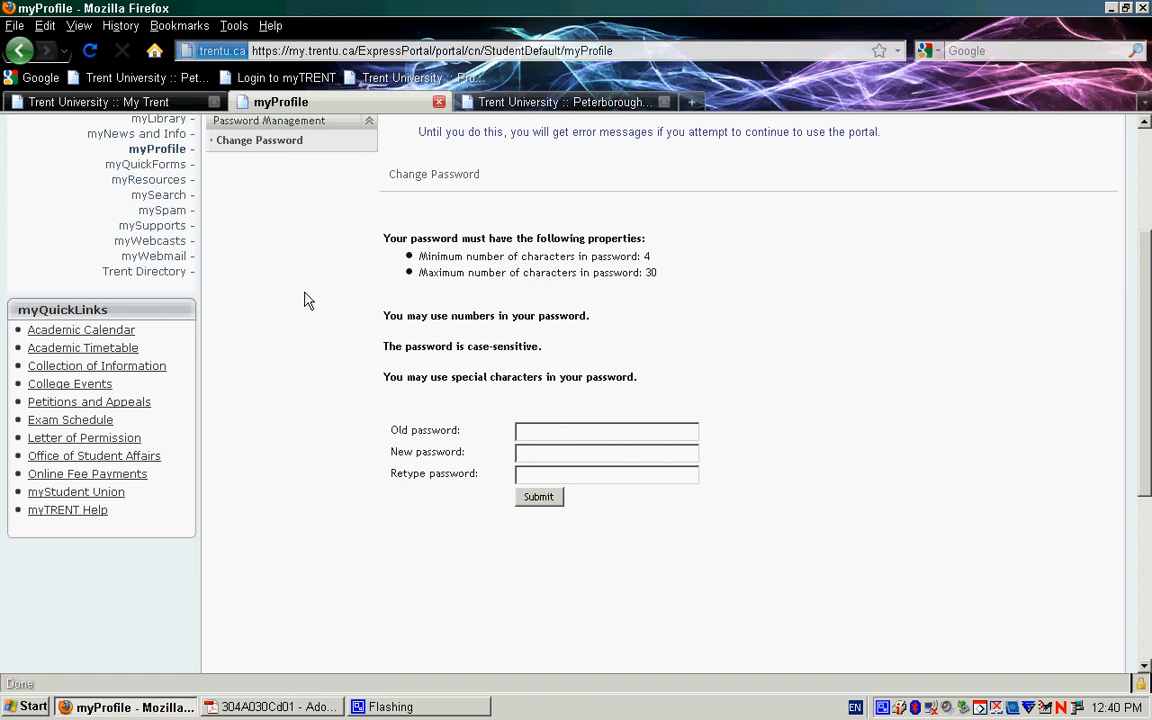 myProfile - Mozilla Firefox
File Edit View History Bookmarks Tools Help
trentu.ca https://my.trentu.ca/ExpressPortal/portal/cn/StudentDefault/myProfile
Google
Google Trent University :: Pet... Login to myTRENT Trent University :: Pro...
Trent University :: My Trent myProfile Trent University :: Peterborough... +
myLibrary -
myNews and Info -
myProfile -
myQuickForms -
myResources -
mySearch -
mySpam -
mySupports -
myWebcasts -
myWebmail -
Trent Directory -
myQuickLinks
Academic Calendar
Academic Timetable
Collection of Information
College Events
Petitions and Appeals
Exam Schedule
Letter of Permission
Office of Student Affairs
Online Fee Payments
myStudent Union
myTRENT Help
Password Management
Change Password
Until you do this, you will get error messages if you attempt to continue to use the portal.
Change Password
Your password must have the following properties:
Minimum number of characters in password: 4
Maximum number of characters in password: 30
You may use numbers in your password.
The password is case-sensitive.
You may use special characters in your password.
Old password:
New password:
Retype password:
Submit
Done
Start myProfile - Mozilla... 304A030Cd01 - Ado... Flashing EN 12:40 PM